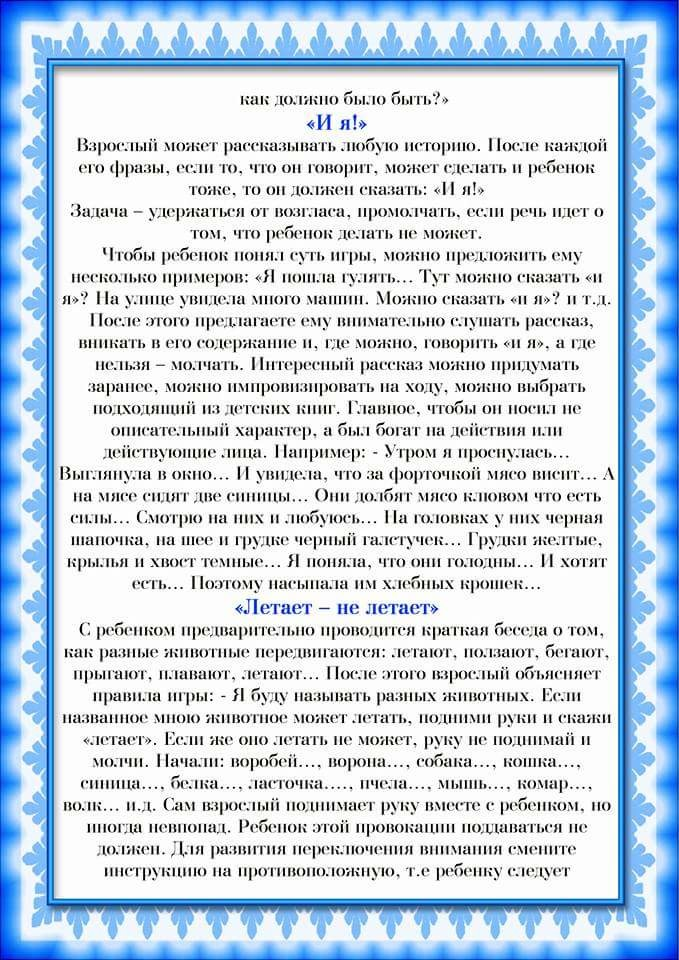 как должно было быть?»
«И я!»
Взрослый может рассказывать любую историю. После каждой
его фразы, если то, что он говорит, может сделать и ребенок
тоже, то он должен сказать: «И я!»
Задача – удержаться от возгласа, промолчать, если речь идет о
том, что ребенок делать не может.
Чтобы ребенок понял суть игры, можно предложить ему
несколько примеров: «Я пошла гулять… Тут можно сказать «и
я»? На улице увидела много машин. Можно сказать «и я»? и т.д.
После этого предлагаете ему внимательно слушать рассказ,
вникать в его содержание и, где можно, говорить «и я», а где
нельзя – молчать. Интересный рассказ можно придумать
заранее, можно импровизировать на ходу, можно выбрать
подходящий из детских книг. Главное, чтобы он носил не
описательный характер, а был богат на действия или
действующие лица. Например: - Утром я проснулась…
Выглянула в окно… И увидела, что за форточкой мясо висит… А
на мясе сидят две синицы… Они долбят мясо клювом что есть
силы… Смотрю на них и любуюсь… На головках у них черная
шапочка, на шее и грудке черный галстучек… Грудки желтые,
крылья и хвост темные… Я поняла, что они голодны… И хотят
есть… Поэтому насыпала им хлебных крошек…
«Летает – не летает»
С ребенком предварительно проводится краткая беседа о том,
как разные животные передвигаются: летают, ползают, бегают,
прыгают, плавают, летают… После этого взрослый объясняет
правила игры: - Я буду называть разных животных. Если
названное мною животное может летать, подними руки и скажи
«летает». Если же оно летать не может, руку не поднимай и
молчи. Начали: воробей…, ворона…, собака…, кошка…,
синица…, белка…, ласточка…., пчела…, мышь…, комар…,
волк… и.д. Сам взрослый поднимает руку вместе с ребенком, но
иногда невпопад. Ребенок этой провокации поддаваться не
должен. Для развития переключения внимания смените
инструкцию на противоположную, т.е ребенку следует